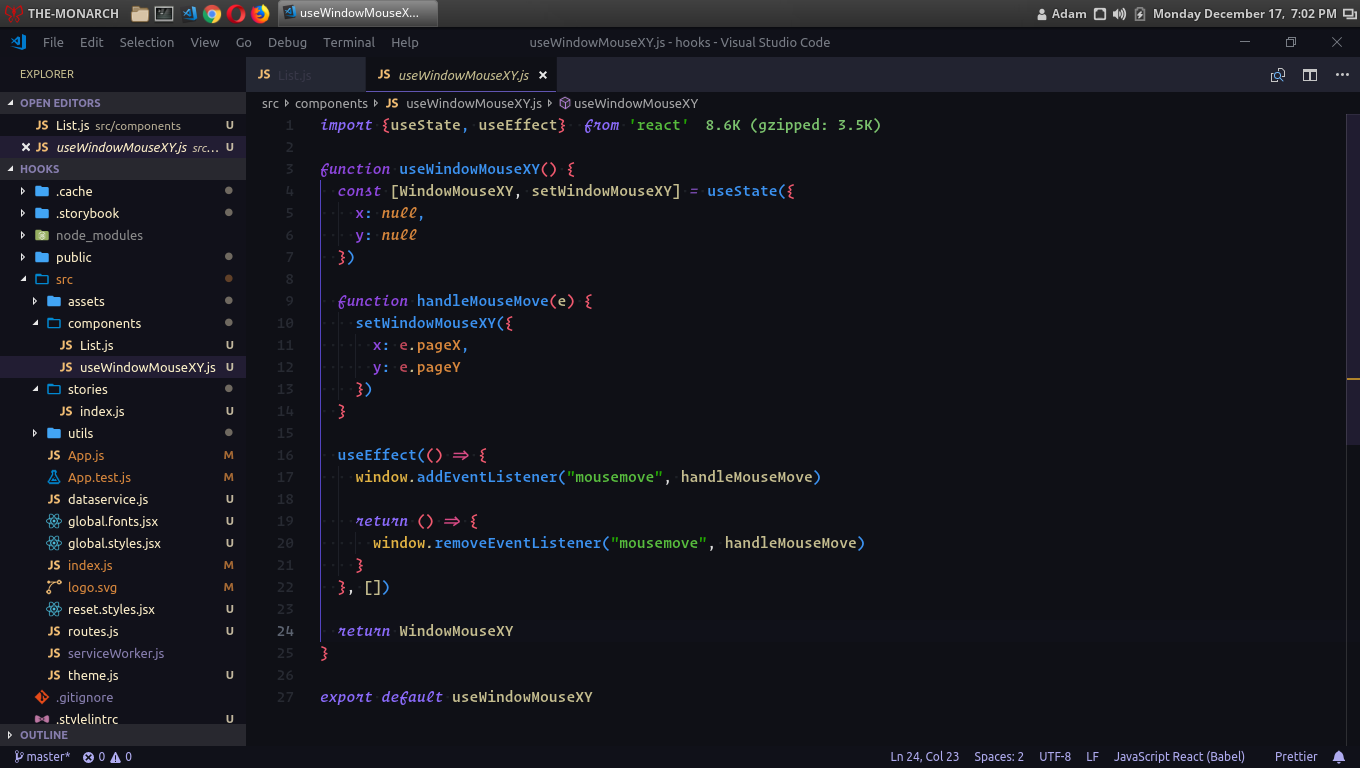 THE-MONARCH
useWindowMouseX...
Adam
Monday December 17, 7:02 PM
File Edit Selection View Go Debug Terminal Help
useWindowMouseXY.js - hooks - Visual Studio Code
EXPLORER
OPEN EDITORS
JS List.js src/components U
JS useWindowMouseXY.js src... U
HOOKS
.cache
.storybook
node_modules
public
src
assets
components
JS List.js U
JS useWindowMouseXY.js U
stories
JS index.js U
utils
JS App.js M
App.test.js M
JS dataservice.js U
global.fonts.jsx U
global.styles.jsx U
JS index.js M
logo.svg M
reset.styles.jsx U
JS routes.js U
JS serviceWorker.js
JS theme.js U
.gitignore
.stylelintrc U
OUTLINE
JS List.js
JS useWindowMouseXY.js
src components JS useWindowMouseXY.js useWindowMouseXY
1 import {useState, useEffect} from 'react' 8.6K (gzipped: 3.5K)
2
3 function useWindowMouseXY() {
4 const [WindowMouseXY, setWindowMouseXY] = useState({
5 x: null,
6 y: null
7 })
8
9 function handleMouseMove(e) {
10 setWindowMouseXY({
11 x: e.pageX,
12 y: e.pageY
13 })
14 }
15
16 useEffect(() => {
17 window.addEventListener("mousemove", handleMouseMove)
18
19 return () => {
20 window.removeEventListener("mousemove", handleMouseMove)
21 }
22 }, [])
23
24 return WindowMouseXY
25 }
26
27 export default useWindowMouseXY
master* 0 0
Ln 24, Col 23 Spaces: 2 UTF-8 LF JavaScript React (Babel) Prettier